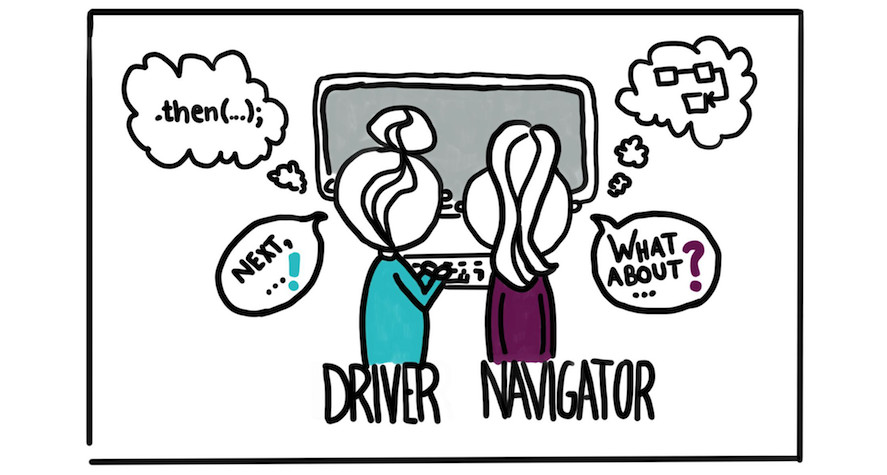 .then(...);
NEXT,
...!
WHAT
ABOUT?
...
DRIVER NAVIGATOR